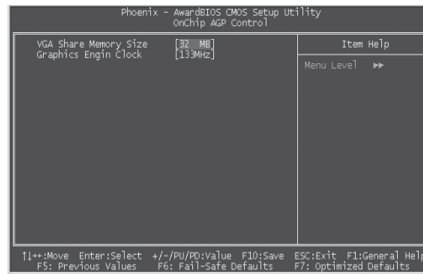 Phoenix - AwardBIOS CMOS Setup Utility
OnChip AGP Control
VGA Share Memory Size [32 MB]
Graphics Engin Clock [133MHz]
Item Help
Menu Level ▸▸
↑↓→←:Move Enter:Select +/-/PU/PD:Value F10:Save ESC:Exit F1:General Help
F5: Previous Values F6: Fail-Safe Defaults F7: Optimized Defaults